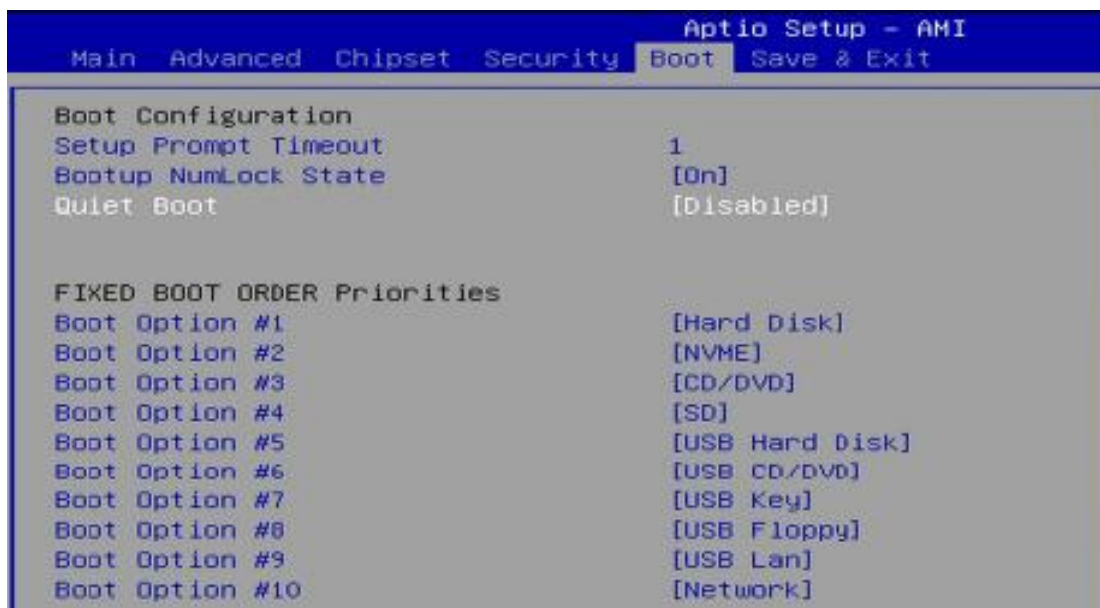 Aptio Setup – AMI
Main Advanced Chipset Security Boot Save & Exit
Boot Configuration
Setup Prompt Timeout 1
Bootup NumLock State [On]
Quiet Boot [Disabled]
FIXED BOOT ORDER Priorities
Boot Option #1 [Hard Disk]
Boot Option #2 [NVME]
Boot Option #3 [CD/DVD]
Boot Option #4 [SD]
Boot Option #5 [USB Hard Disk]
Boot Option #6 [USB CD/DVD]
Boot Option #7 [USB Key]
Boot Option #8 [USB Floppy]
Boot Option #9 [USB Lan]
Boot Option #10 [Network]